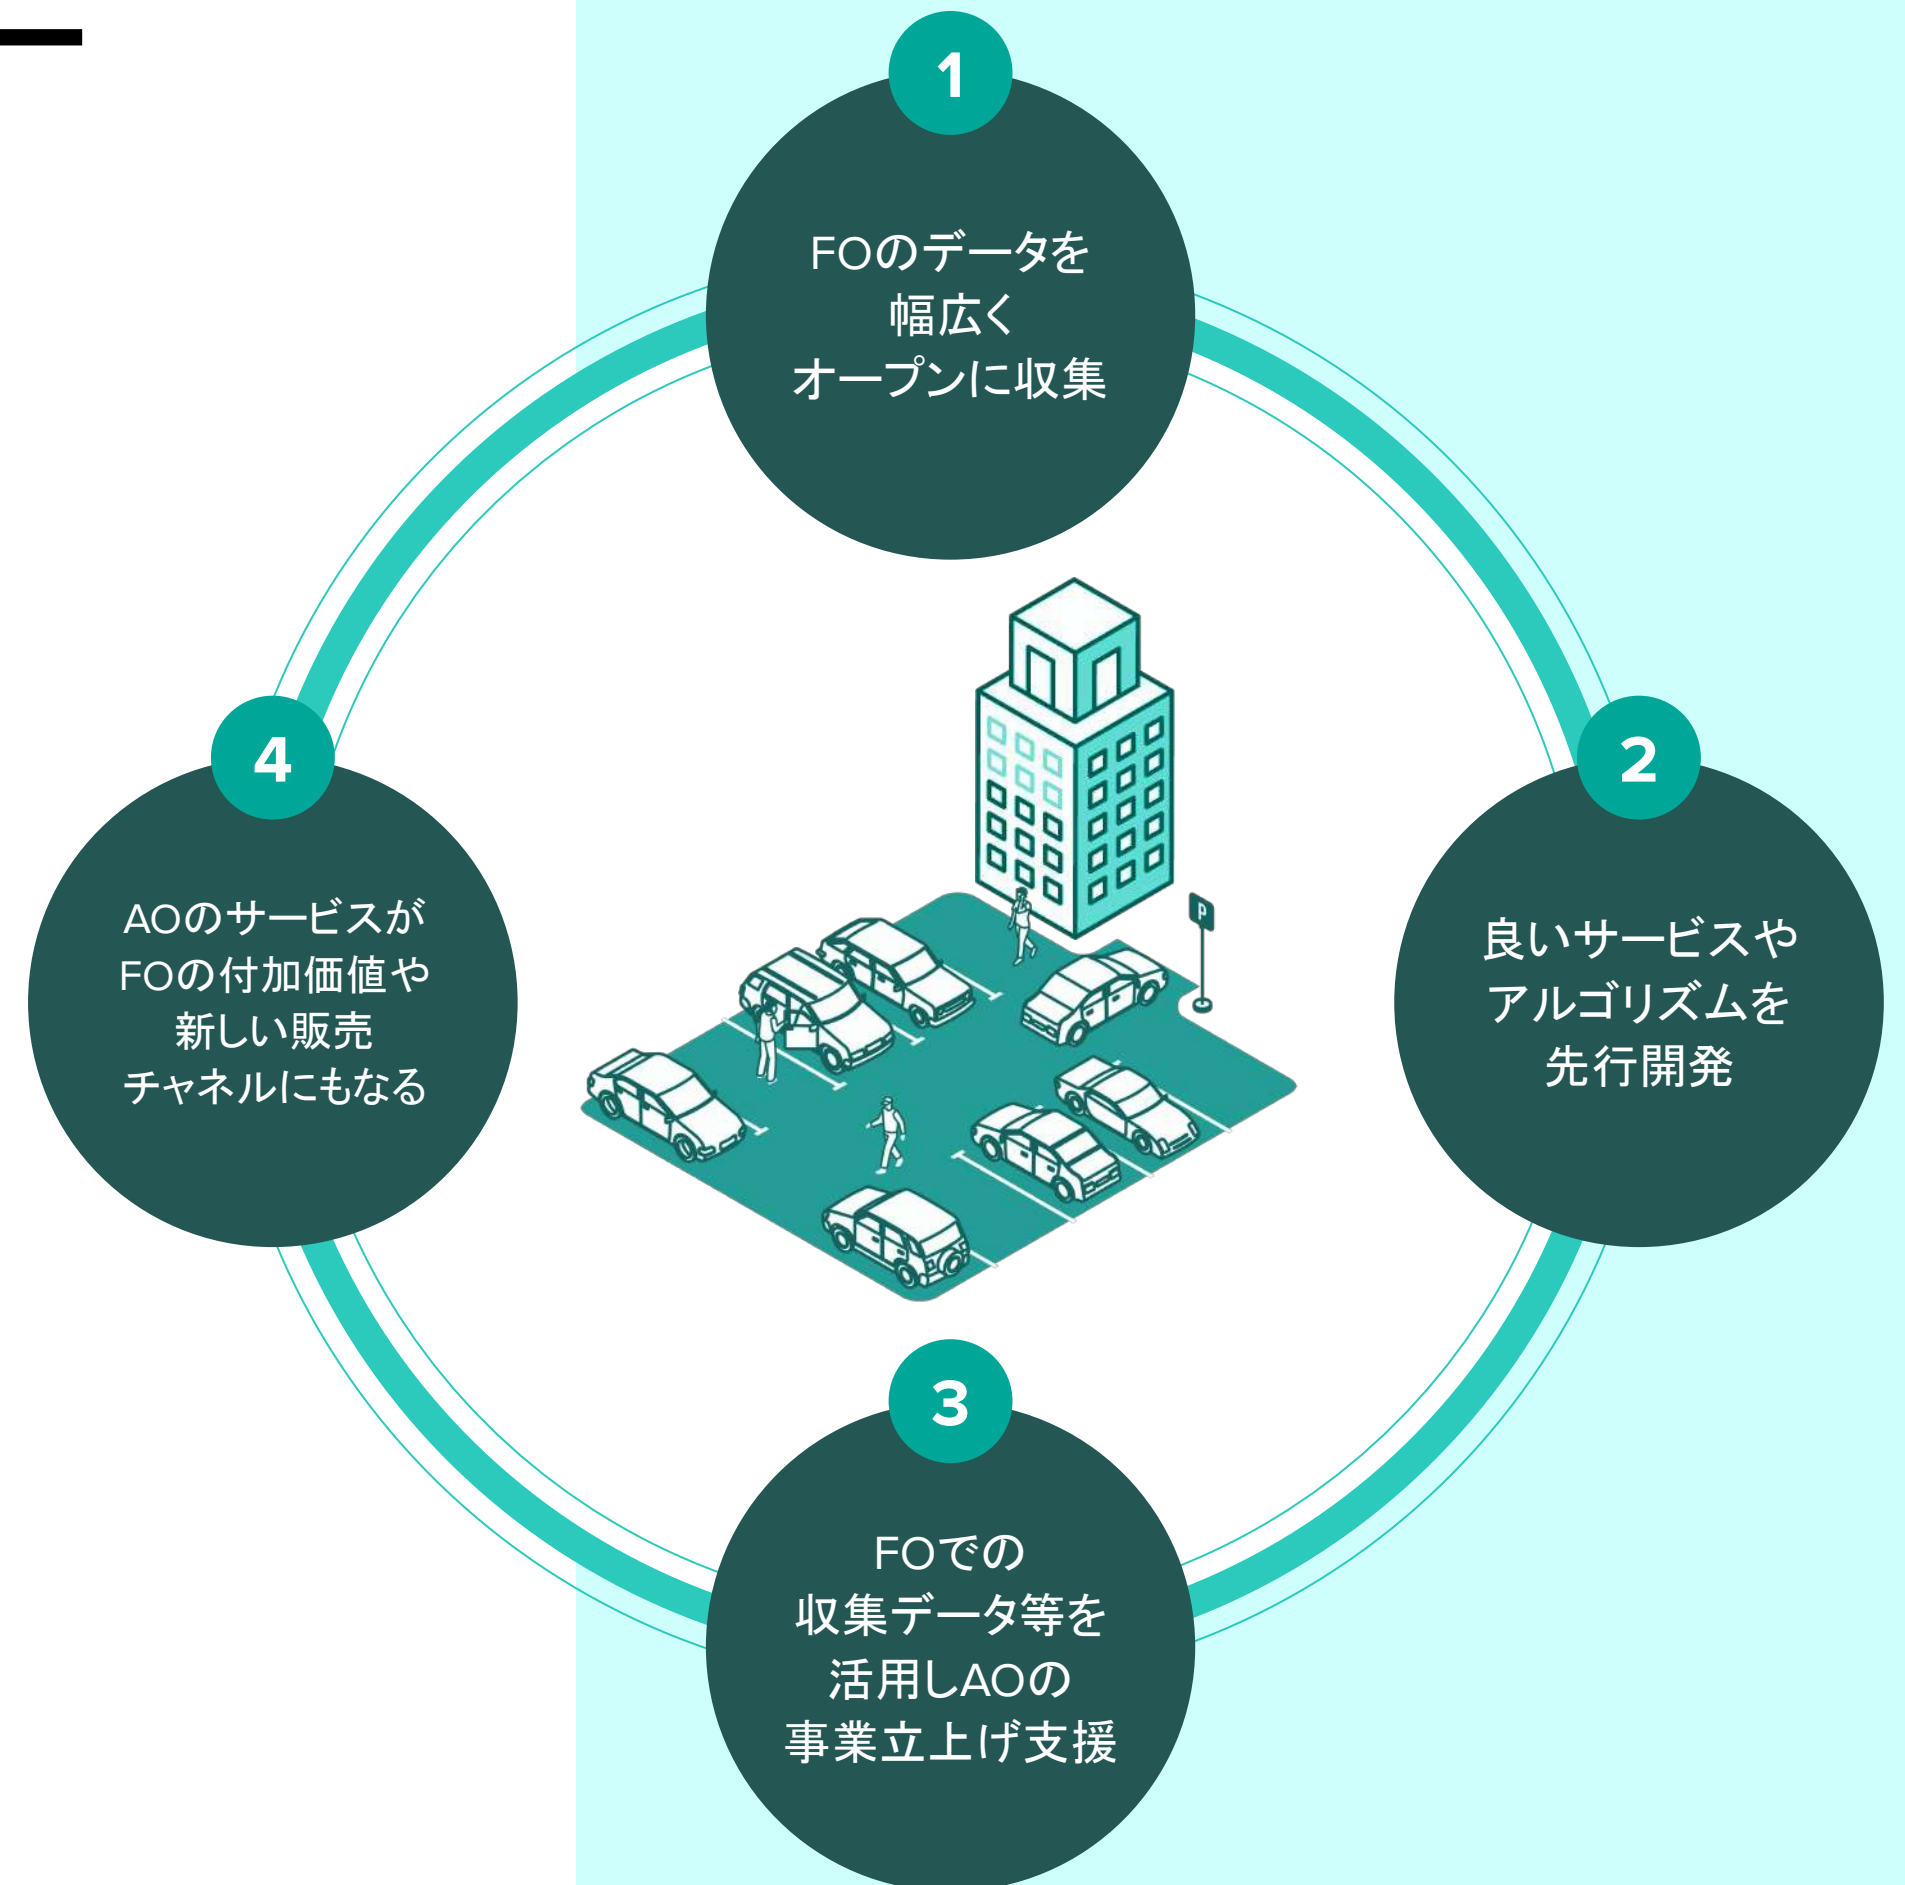 1
FOのデータを
幅広く
オープンに収集
2
良いサービスや
アルゴリズムを
先行開発
3
FOでの
収集データ等を
活用しAOの
事業立上げ支援
4
AOのサービスが
FOの付加価値や
新しい販売
チャネルにもなる
P